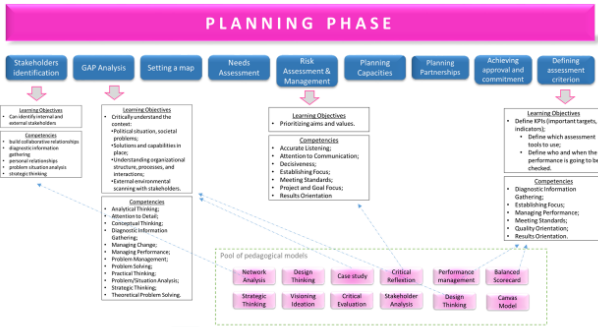 PLANNING PHASE
Stakeholders
identification
GAP Analysis
Setting a map
Needs
Assessment
Risk
Assessment &
Management
Planning
Capacities
Planning
Partnerships
Achieving
approval and
commitment
Defining
assessment
criterion
Learning Objectives
• Can identify internal and
external stakeholders
Competencies
• build collaborative relationships
• diagnostic information
gathering
• personal relationships
• problem situation analysis
• strategic thinking
Learning Objectives
• Critically understand the
context:
• Political situation, societal
problems;
• Solutions and capabilities in
place;
• Understanding organizational
structure, processes, and
interactions;
• External environmental
scanning with stakeholders.
Competencies
• Analytical Thinking;
• Attention to Detail;
• Conceptual Thinking;
• Diagnostic Information
Gathering;
• Managing Change;
• Managing Performance;
• Problem Management;
• Problem Solving;
• Practical Thinking;
• Problem/Situation Analysis;
• Strategic Thinking;
• Theoretical Problem Solving.
Learning Objectives
• Prioritizing aims and values.
Competencies
• Accurate Listening;
• Attention to Communication;
• Decisiveness;
• Establishing Focus;
• Meeting Standards;
• Project and Goal Focus;
• Results Orientation
Learning Objectives
• Define KPIs (important targets,
indicators);
• Define which assessment
tools to use;
• Define who and when the
performance is going to be
checked.
Competencies
• Diagnostic Information
Gathering;
• Establishing Focus;
• Managing Performance;
• Meeting Standards;
• Quality Orientation;
• Results Orientation.
Pool of pedagogical models
Network
Analysis
Design
Thinking
Case study
Critical
Reflextion
Performance
management
Balanced
Scorecard
Strategic
Thinking
Visioning
Ideation
Critical
Evaluation
Stakeholder
Analysis
Design
Thinking
Canvas
Model